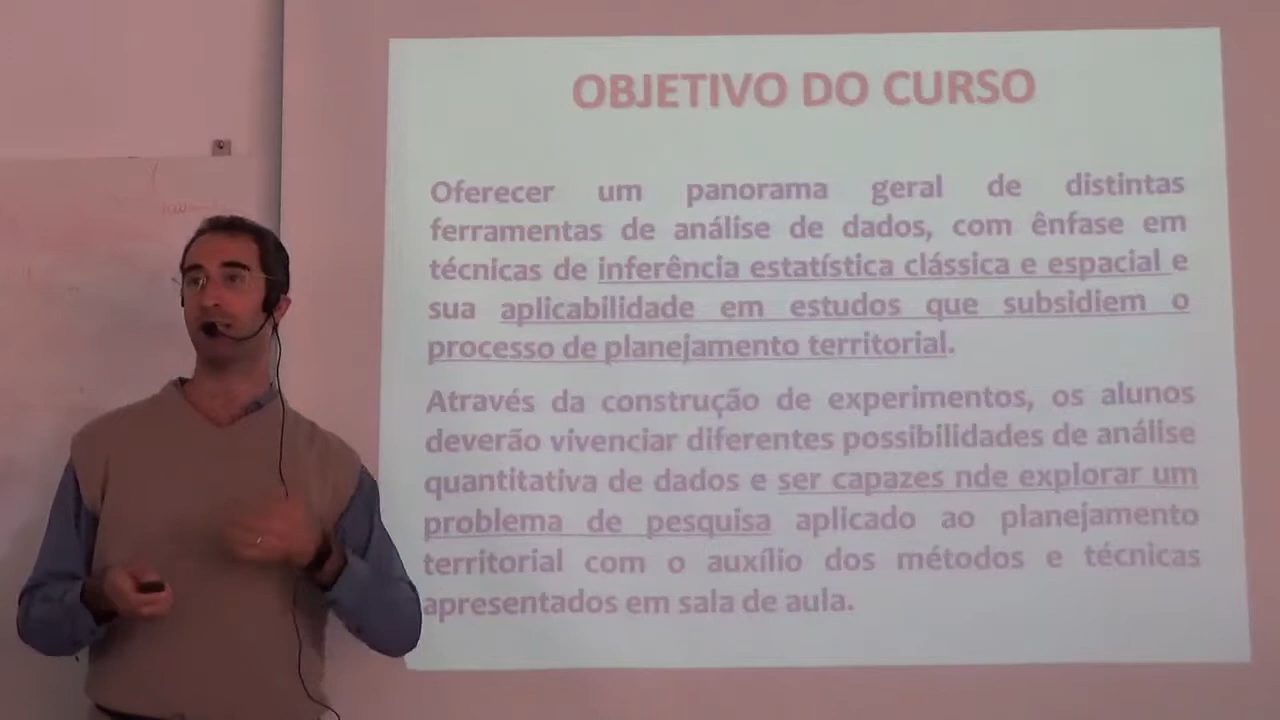 OBJETIVO DO CURSO
Oferecer um panorama geral de distintas
ferramentas de análise de dados, com ênfase em
técnicas de inferência estatística clássica e espacial e
sua aplicabilidade em estudos que subsidiem o
processo de planejamento territorial.
Através da construção de experimentos, os alunos
deverão vivenciar diferentes possibilidades de análise
quantitativa de dados e ser capazes nde explorar um
problema de pesquisa aplicado ao planejamento
territorial com o auxílio dos métodos e técnicas
apresentados em sala de aula.